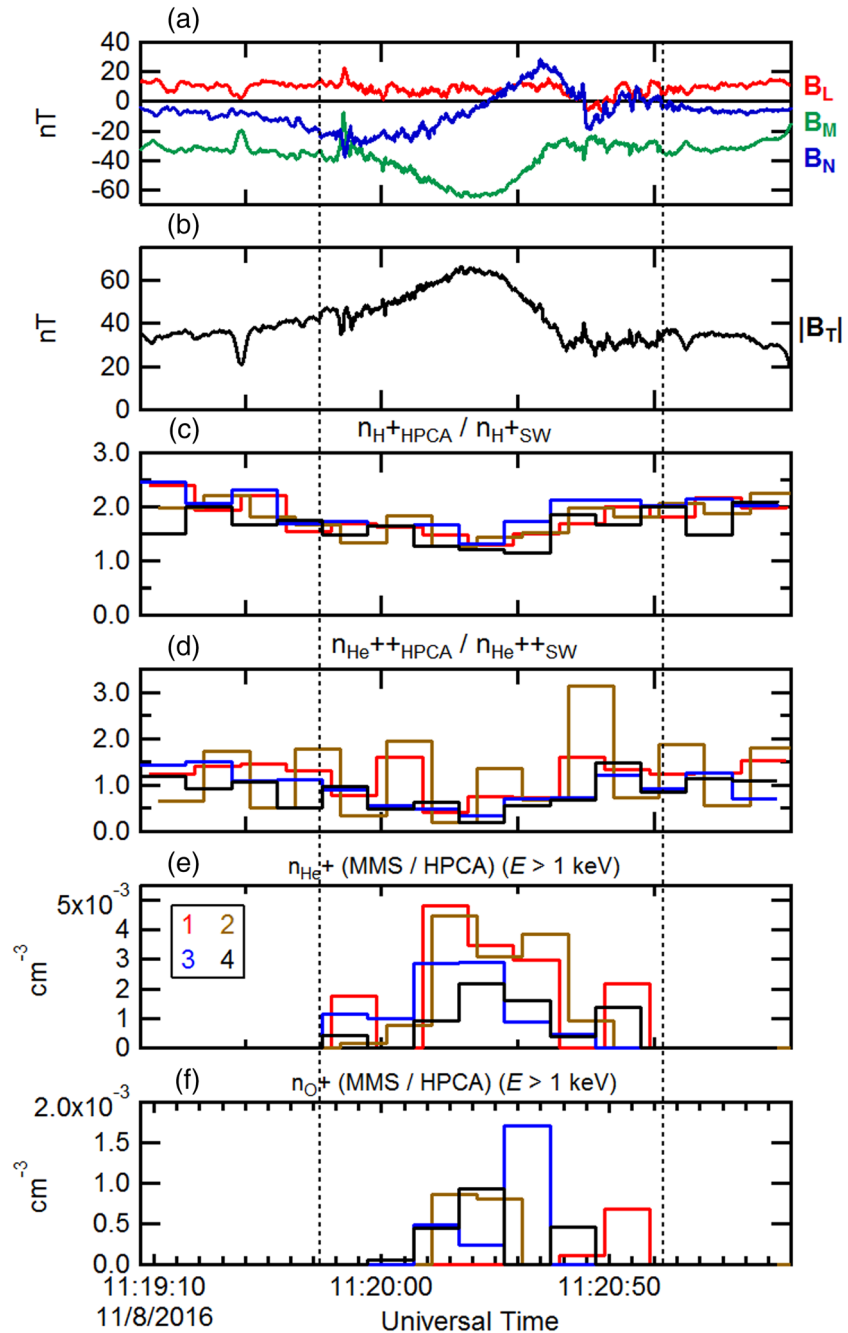 (a)
40
20
0
-20
-40
-60
nT
B_L
B_M
B_N
(b)
60
40
20
0
nT
|B_T|
(c)
n_H+_HPCA / n_H+_SW
3.0
2.0
1.0
0.0
(d)
n_He++_HPCA / n_He++_SW
3.0
2.0
1.0
0.0
(e)
n_He+ (MMS / HPCA) (E > 1 keV)
5x10^-3
4
3
2
1
0
cm^-3
1 2
3 4
(f)
n_O+ (MMS / HPCA) (E > 1 keV)
2.0x10^-3
1.5
1.0
0.5
0.0
cm^-3
11:19:10 11:20:00 11:20:50
11/8/2016 Universal Time